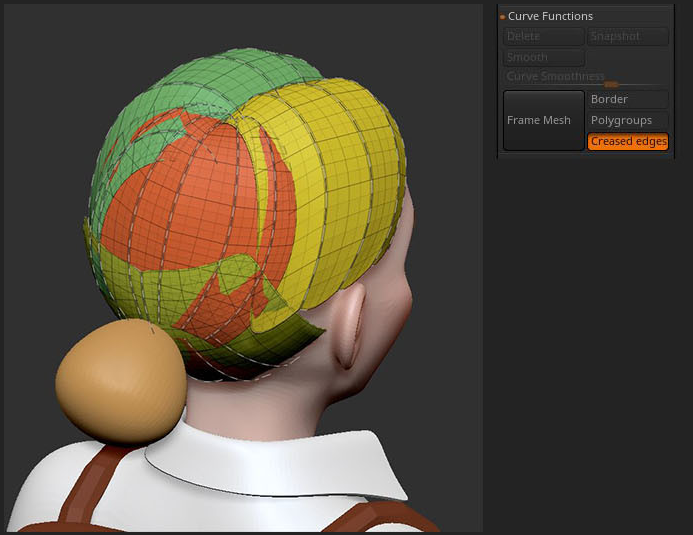 Curve Functions
Delete
Snapshot
Smooth
Curve Smoothness
Frame Mesh
Border
Polygroups
Creased edges